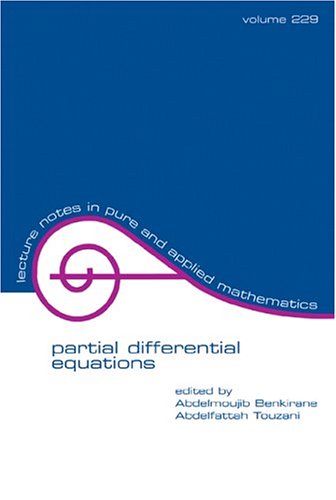 volume 229
lecture notes in pure and applied mathematics
partial differential
equations
edited by
Abdelmoujib Benkirane
Abdelfattah Touzani